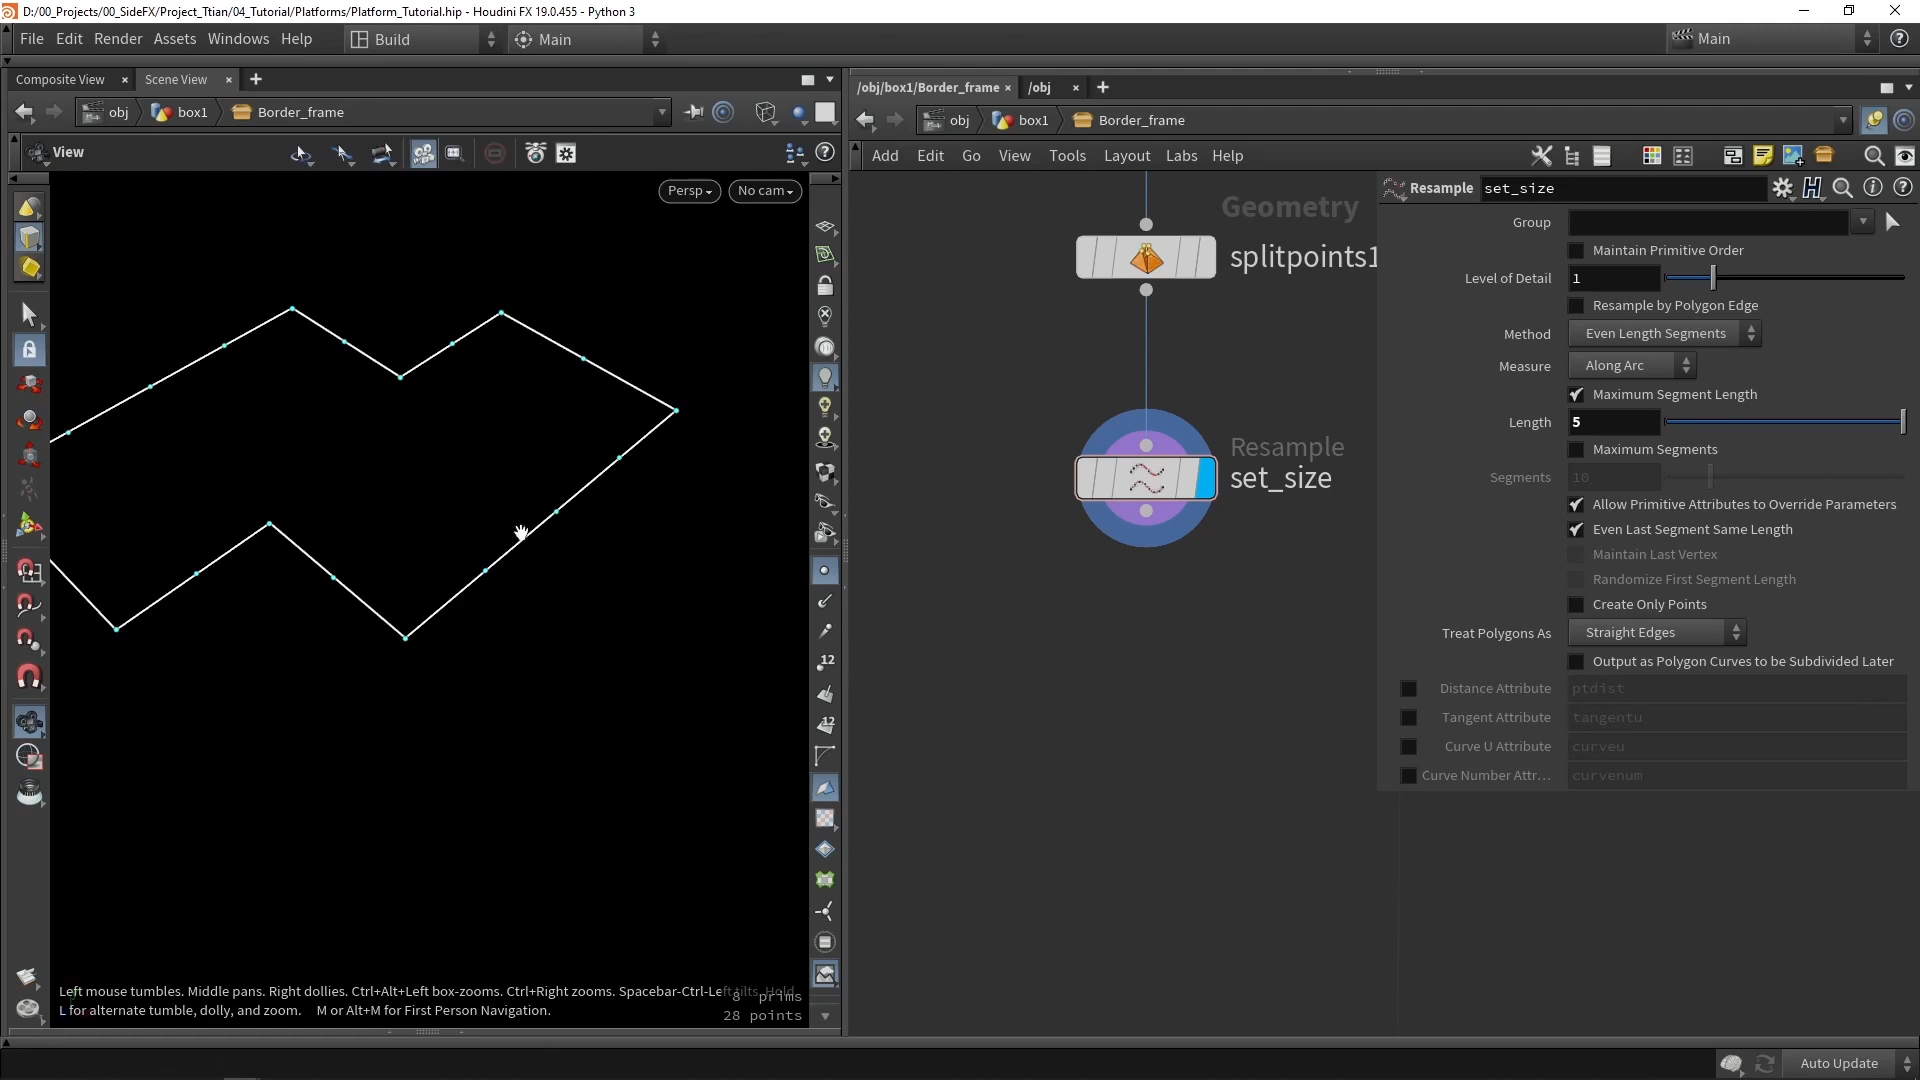 D:/00_Projects/00_SideFX/Project_Ttian/04_Tutorial/Platforms/Platform_Tutorial.hip - Houdini FX 19.0.455 - Python 3
File Edit Render Assets Windows Help Build Main Main
Composite View × Scene View × +
/obj/box1/Border_frame × /obj × +
obj box1 Border_frame
obj box1 Border_frame
View
Add Edit Go View Tools Layout Labs Help
Persp No cam
Resample set_size
Geometry
splitpoints1
Resample
set_size
Group
Maintain Primitive Order
Level of Detail 1
Resample by Polygon Edge
Method Even Length Segments
Measure Along Arc
Maximum Segment Length
Length 5
Maximum Segments
Segments 10
Allow Primitive Attributes to Override Parameters
Even Last Segment Same Length
Maintain Last Vertex
Randomize First Segment Length
Create Only Points
Treat Polygons As Straight Edges
Output as Polygon Curves to be Subdivided Later
Distance Attribute ptdist
Tangent Attribute tangentu
Curve U Attribute curveu
Curve Number Attr... curvenum
12
12
Left mouse tumbles. Middle pans. Right dollies. Ctrl+Alt+Left box-zooms. Ctrl+Right zooms. Spacebar-Ctrl-Left tilts. Hold
L for alternate tumble, dolly, and zoom. M or Alt+M for First Person Navigation.
8 prims
28 points
Auto Update